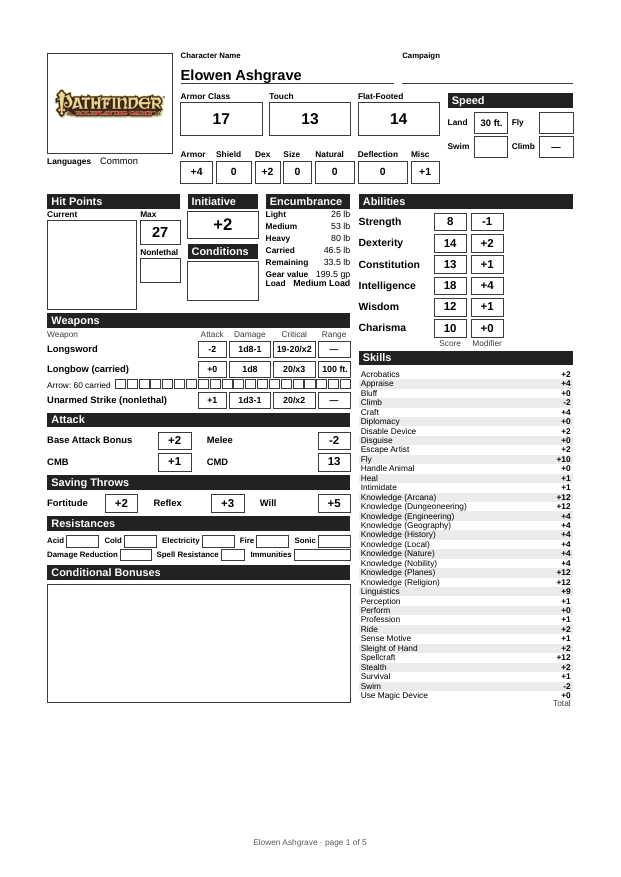 Character Name
Campaign
Elowen Ashgrave
PATHFINDER
ROLEPLAYING GAME
Languages Common
Armor Class Touch Flat-Footed
17 13 14
Armor Shield Dex Size Natural Deflection Misc
+4 0 +2 0 0 0 +1
Speed
Land 30 ft. Fly
Swim Climb —
Hit Points
Current Max
27
Nonlethal
Initiative
+2
Conditions
Encumbrance
Light 26 lb
Medium 53 lb
Heavy 80 lb
Carried 46.5 lb
Remaining 33.5 lb
Gear value 199.5 gp
Load Medium Load
Abilities
Strength 8 -1
Dexterity 14 +2
Constitution 13 +1
Intelligence 18 +4
Wisdom 12 +1
Charisma 10 +0
Score Modifier
Weapons
Weapon Attack Damage Critical Range
Longsword -2 1d8-1 19-20/x2 —
Longbow (carried) +0 1d8 20/x3 100 ft.
Arrow: 60 carried
Unarmed Strike (nonlethal) +1 1d3-1 20/x2 —
Attack
Base Attack Bonus +2 Melee -2
CMB +1 CMD 13
Saving Throws
Fortitude +2 Reflex +3 Will +5
Resistances
Acid Cold Electricity Fire Sonic
Damage Reduction Spell Resistance Immunities
Conditional Bonuses
Skills
Acrobatics +2
Appraise +4
Bluff +0
Climb -2
Craft +4
Diplomacy +0
Disable Device +2
Disguise +0
Escape Artist +2
Fly +10
Handle Animal +0
Heal +1
Intimidate +1
Knowledge (Arcana) +12
Knowledge (Dungeoneering) +12
Knowledge (Engineering) +4
Knowledge (Geography) +4
Knowledge (History) +4
Knowledge (Local) +4
Knowledge (Nature) +4
Knowledge (Nobility) +4
Knowledge (Planes) +12
Knowledge (Religion) +12
Linguistics +9
Perception +1
Perform +0
Profession +1
Ride +2
Sense Motive +1
Sleight of Hand +2
Spellcraft +12
Stealth +2
Survival +1
Swim -2
Use Magic Device +0
Total
Elowen Ashgrave · page 1 of 5